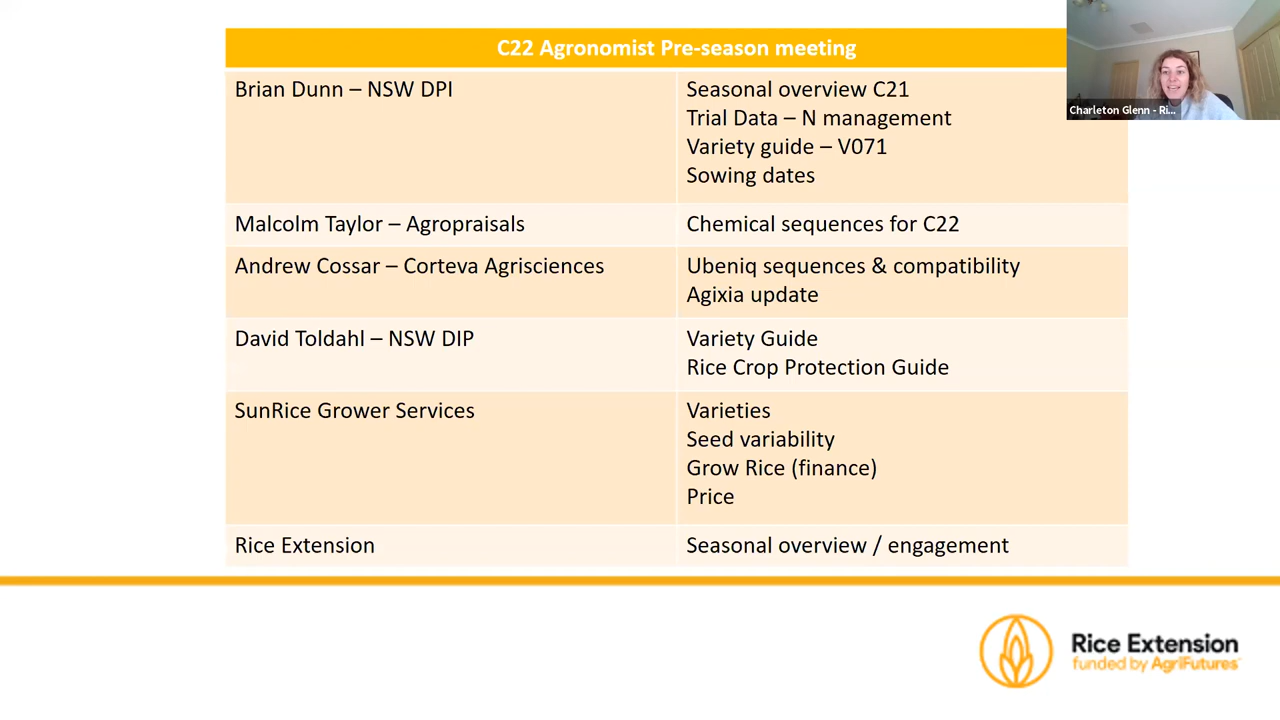 C22 Agronomist Pre-season meeting
Brian Dunn – NSW DPI
Seasonal overview C21
Trial Data – N management
Variety guide – V071
Sowing dates
Malcolm Taylor – Agropraisals
Chemical sequences for C22
Andrew Cossar – Corteva Agrisciences
Ubeniq sequences & compatibility
Agixia update
David Toldahl – NSW DIP
Variety Guide
Rice Crop Protection Guide
SunRice Grower Services
Varieties
Seed variability
Grow Rice (finance)
Price
Rice Extension
Seasonal overview / engagement
Charleton Glenn - Ri...
Rice Extension
funded by AgriFutures